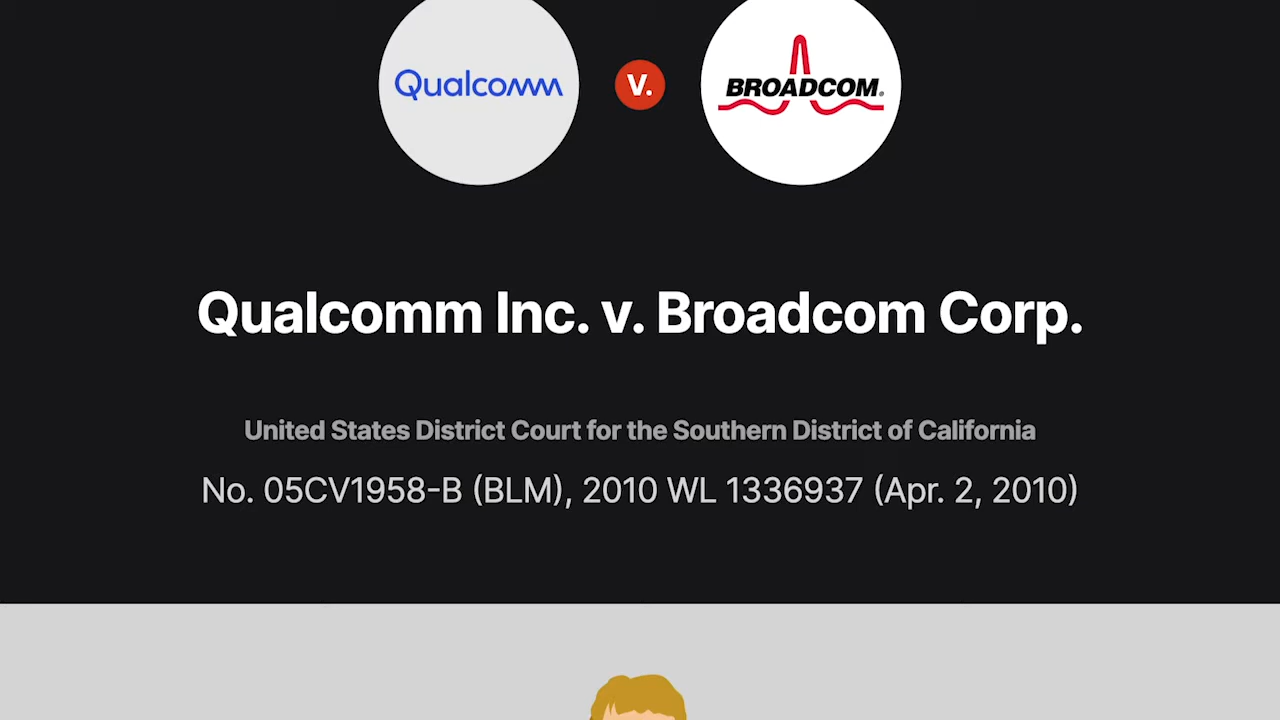 Qualcomm
V.
BROADCOM®
Qualcomm Inc. v. Broadcom Corp.
United States District Court for the Southern District of California
No. 05CV1958-B (BLM), 2010 WL 1336937 (Apr. 2, 2010)